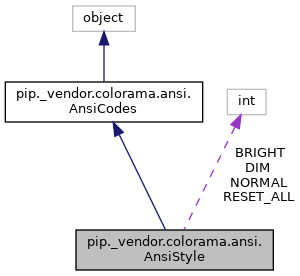 object
pip._vendor.colorama.ansi.
AnsiCodes
int
BRIGHT
DIM
NORMAL
RESET_ALL
pip._vendor.colorama.ansi.
AnsiStyle